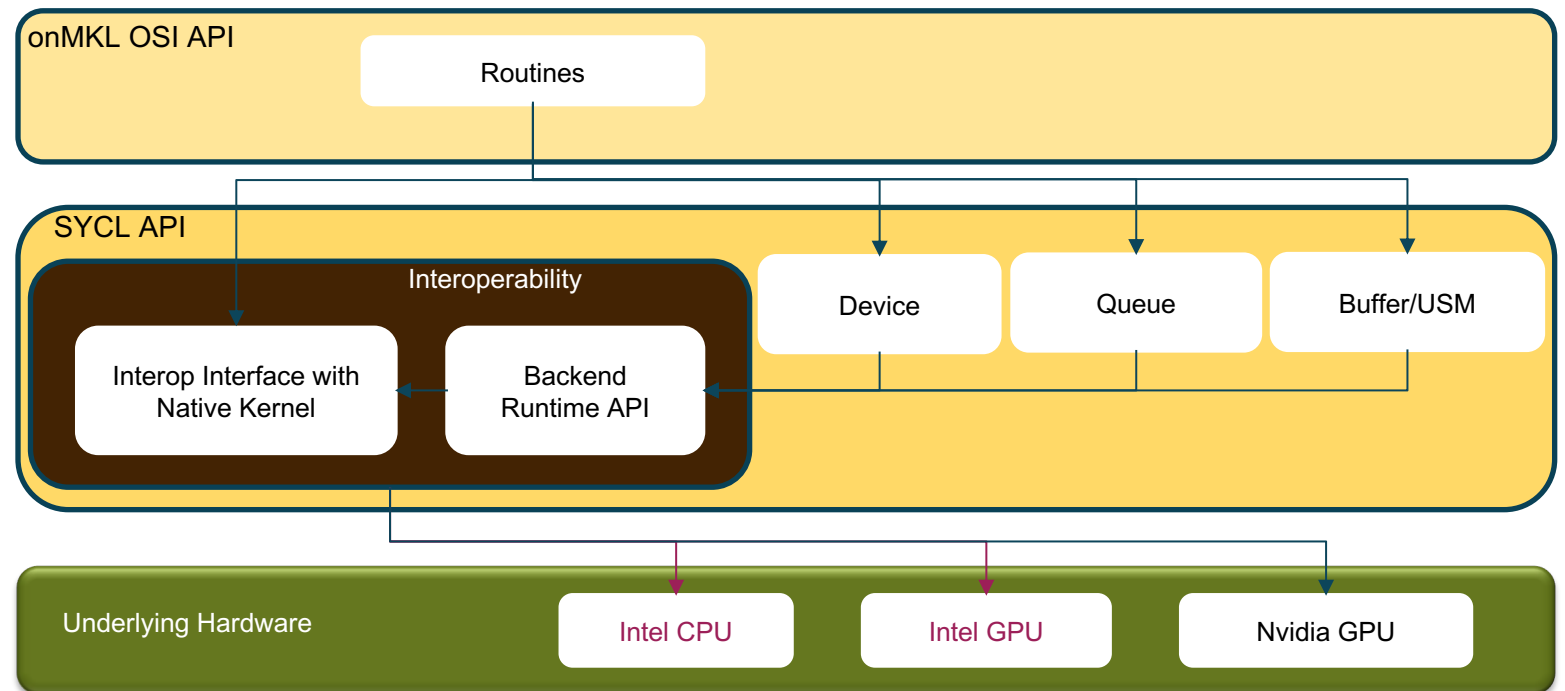 onMKL OSI API
Routines
SYCL API
Interoperability
Device
Queue
Buffer/USM
Interop Interface with
Native Kernel
Backend
Runtime API
Underlying Hardware
Intel CPU
Intel GPU
Nvidia GPU